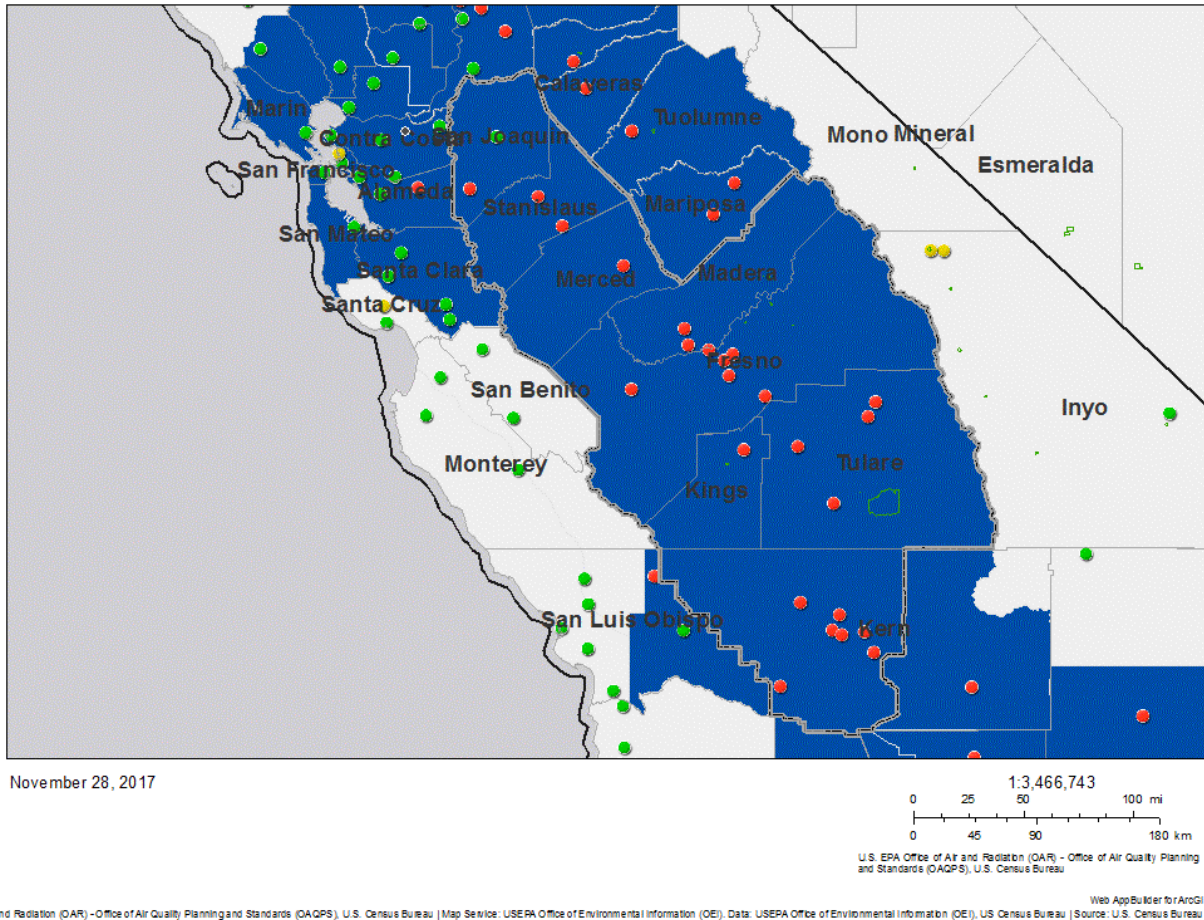 Calaveras
Marin
Tuolumne
Contra Costa
San Joaquin
Mono
Mineral
Esmeralda
San Francisco
Alameda
Stanislaus
Mariposa
San Mateo
Santa Clara
Merced
Madera
Santa Cruz
Fresno
San Benito
Inyo
Monterey
Tulare
Kings
San Luis Obispo
Kern
November 28, 2017
1:3,466,743
0 25 50 100 mi
0 45 90 180 km
U.S. EPA Office of Air and Radiation (OAR) - Office of Air Quality Planning
and Standards (OAQPS), U.S. Census Bureau
Web AppBuilder for ArcGI
nd Radiation (OAR) - Office of Air Quality Planning and Standards (OAQPS), U.S. Census Bureau | Map Service: USEPA Office of Environmental Information (OEI). Data: USEPA Office of Environmental Information (OEI), US Census Bureau | Source: U.S. Census Bureau